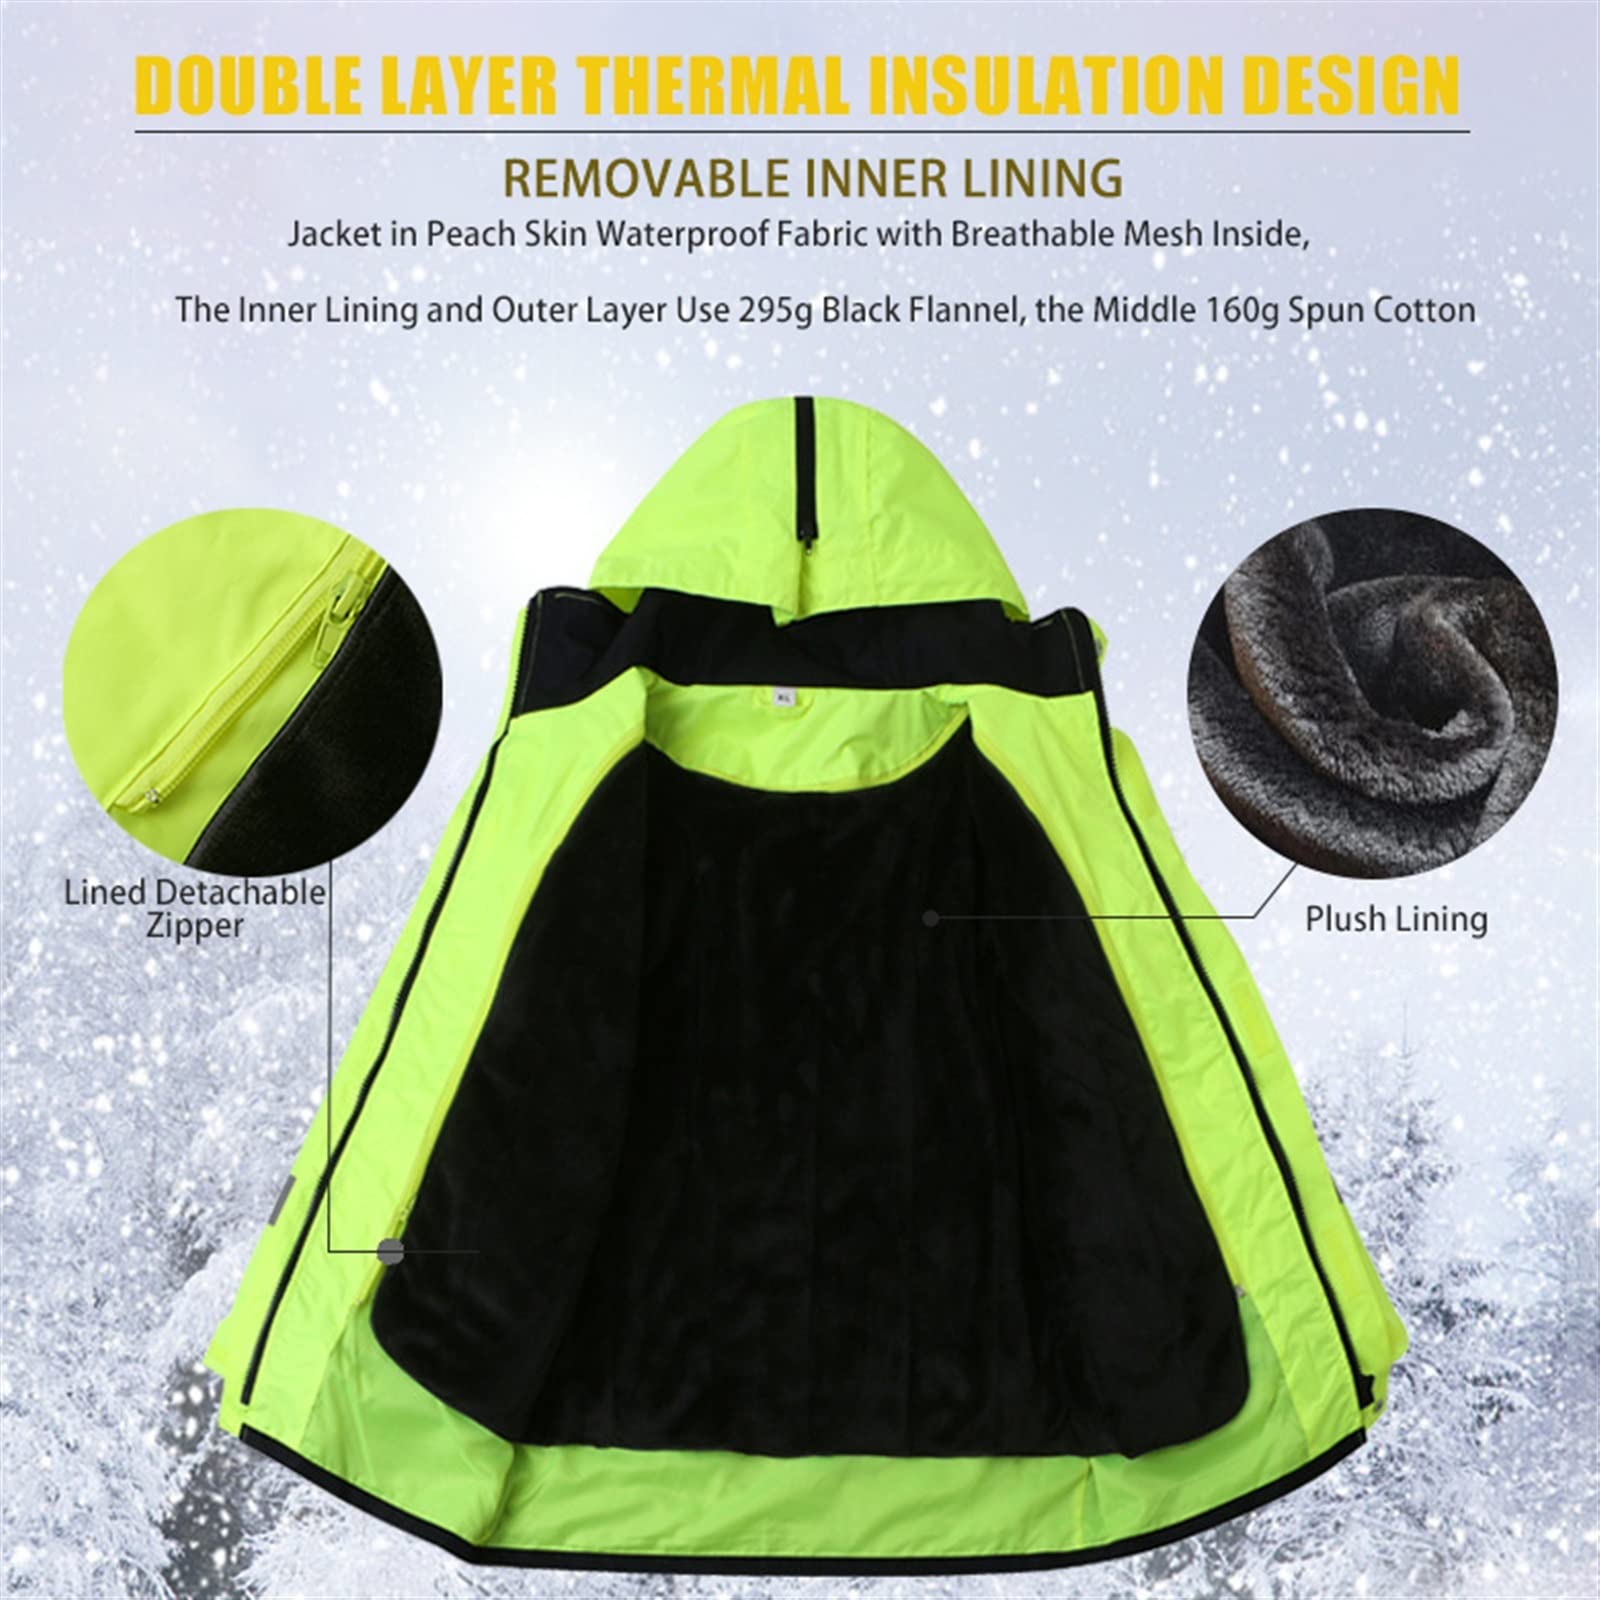 DOUBLE LAYER THERMAL INSULATION DESIGN
REMOVABLE INNER LINING
Jacket in Peach Skin Waterproof Fabric with Breathable Mesh Inside,
The Inner Lining and Outer Layer Use 295g Black Flannel, the Middle 160g Spun Cotton
XL
Lined Detachable
Zipper
Plush Lining